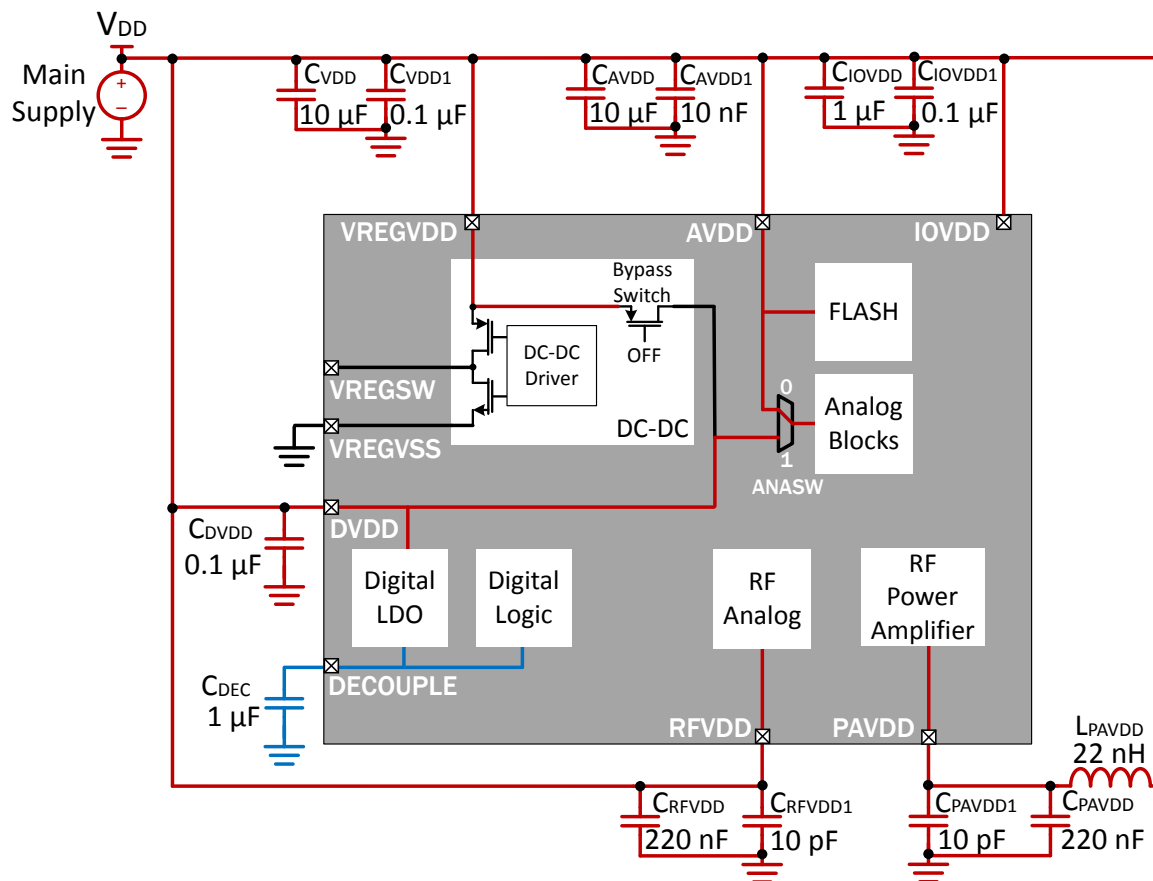 VDD
Main
Supply
+
−
CVDD
10 µF
CVDD1
0.1 µF
CAVDD
10 µF
CAVDD1
10 nF
CIOVDD
1 µF
CIOVDD1
0.1 µF
VREGVDD
AVDD
IOVDD
Bypass
Switch
OFF
DC-DC
Driver
DC-DC
FLASH
0
Analog
Blocks
1
ANASW
VREGSW
VREGVSS
DVDD
CDVDD
0.1 µF
Digital
LDO
Digital
Logic
RF
Analog
RF
Power
Amplifier
DECOUPLE
CDEC
1 µF
RFVDD
PAVDD
LPAVDD
22 nH
CRFVDD
220 nF
CRFVDD1
10 pF
CPAVDD1
10 pF
CPAVDD
220 nF